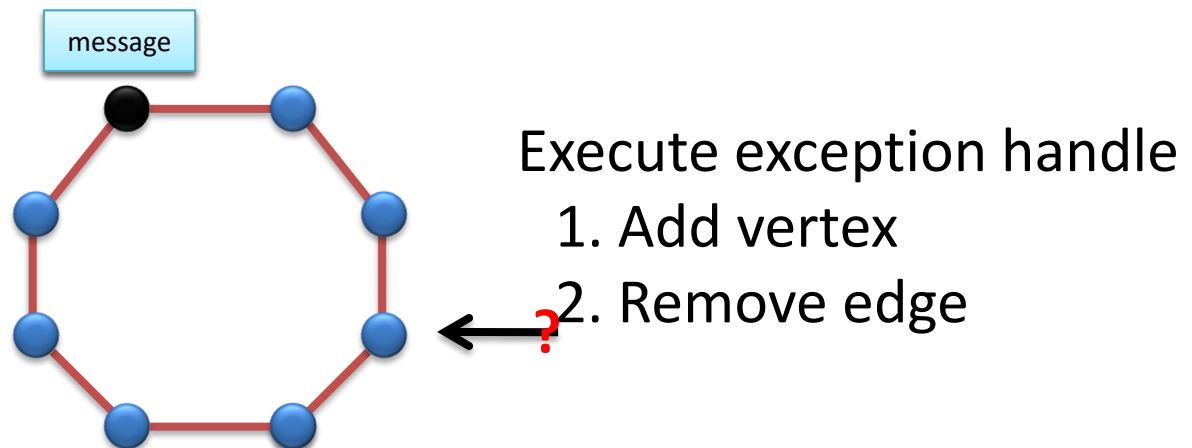 message
Execute exception handle
1. Add vertex
2. Remove edge
?